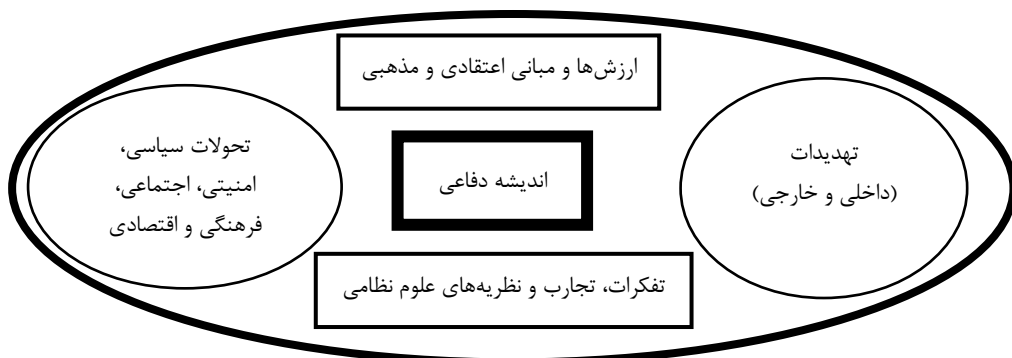 ارزش‌ها و مبانی اعتقادی و مذهبی
تهدیدات
(داخلی و خارجی)
اندیشه دفاعی
تحولات سیاسی،
امنیتی، اجتماعی،
فرهنگی و اقتصادی
تفکرات، تجارب و نظریه‌های علوم نظامی